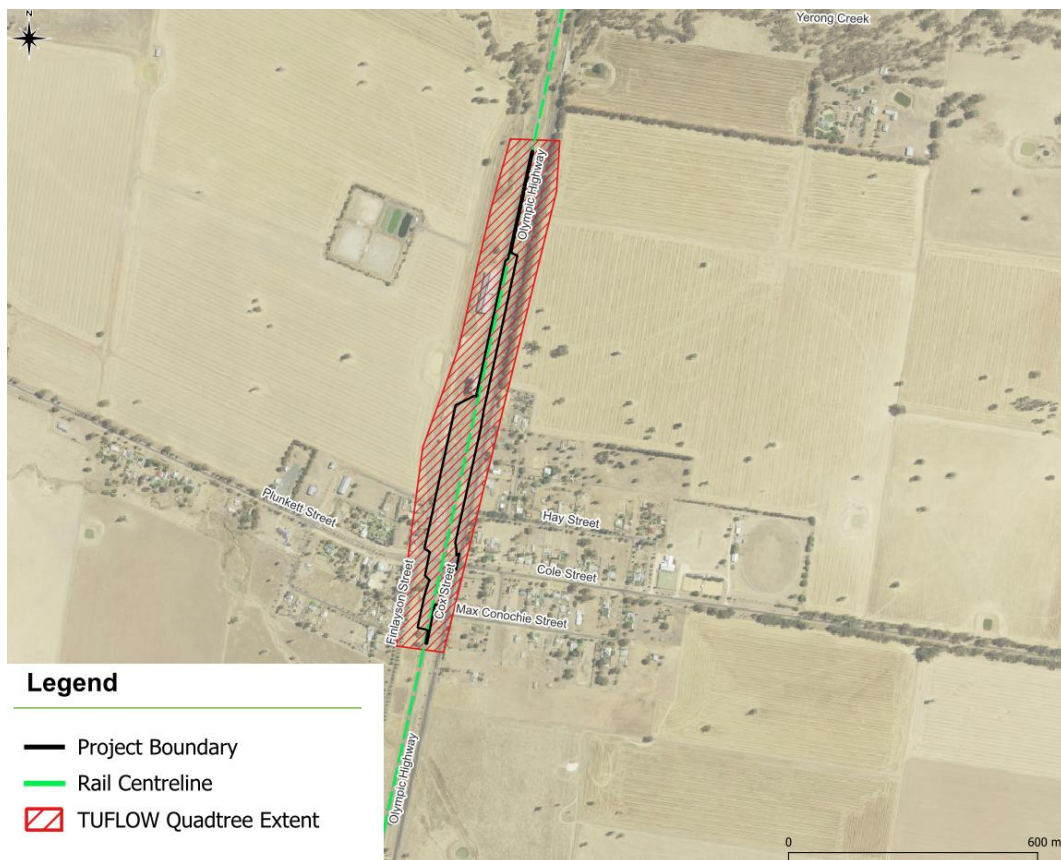 N
Yerong Creek
Olympic Highway
Plunkett Street
Hay Street
Cole Street
Finlayson Street
Cox Street
Max Conochie Street
Olympic Highway
Legend
Project Boundary
Rail Centreline
TUFLOW Quadtree Extent
0 600 m